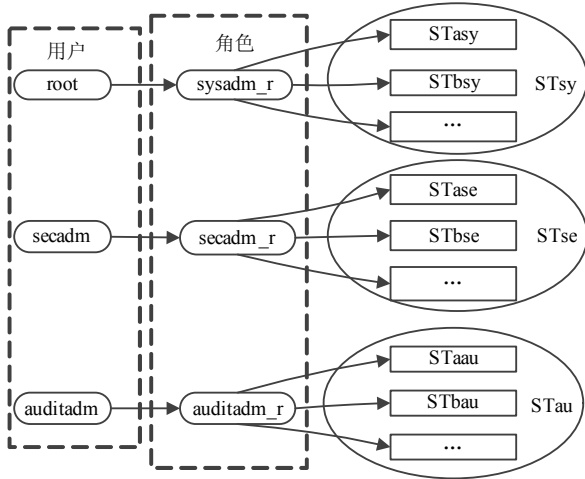 用户
角色
root
sysadm_r
STasy
STbsy
...
STsy
secadm
secadm_r
STase
STbse
...
STse
auditadm
auditadm_r
STaau
STbau
...
STau